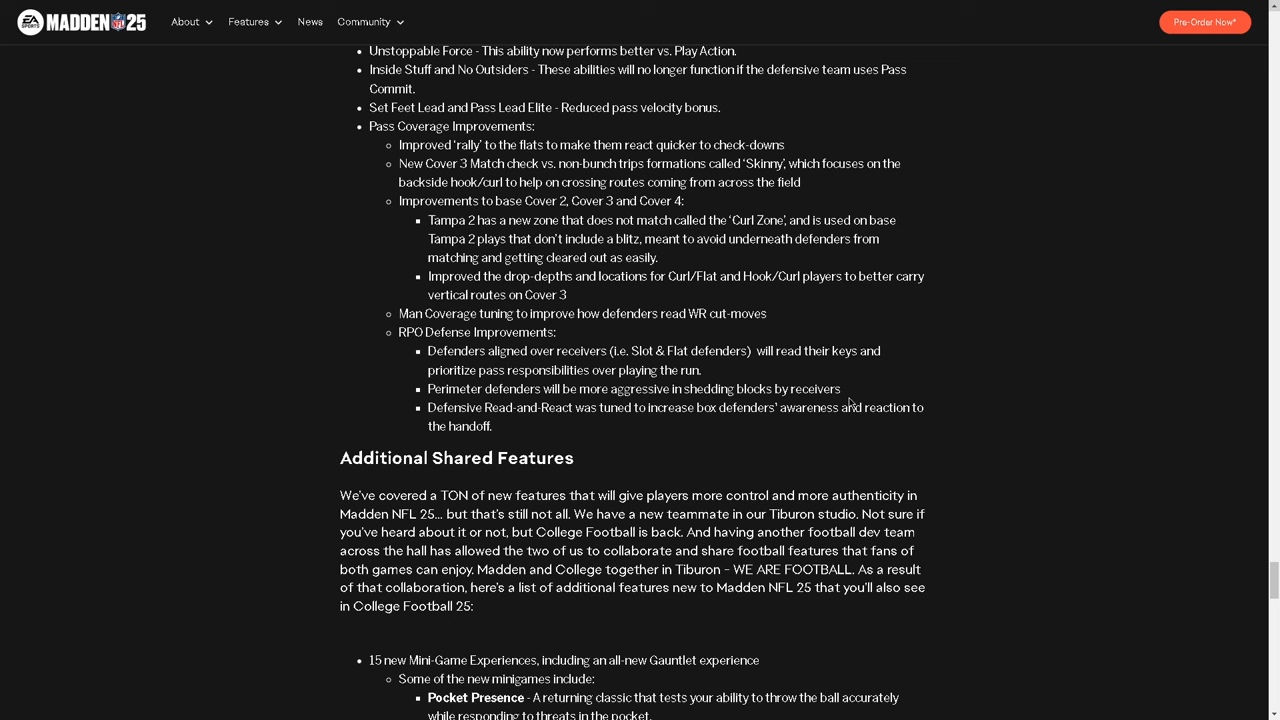 EA SPORTS MADDEN NFL 25 About Features News Community Pre-Order Now*
Unstoppable Force - This ability now performs better vs. Play Action.
Inside Stuff and No Outsiders - These abilities will no longer function if the defensive team uses Pass
Commit.
Set Feet Lead and Pass Lead Elite - Reduced pass velocity bonus.
Pass Coverage Improvements:
Improved ‘rally’ to the flats to make them react quicker to check-downs
New Cover 3 Match check vs. non-bunch trips formations called ‘Skinny’, which focuses on the
backside hook/curl to help on crossing routes coming from across the field
Improvements to base Cover 2, Cover 3 and Cover 4:
Tampa 2 has a new zone that does not match called the ‘Curl Zone’, and is used on base
Tampa 2 plays that don’t include a blitz, meant to avoid underneath defenders from
matching and getting cleared out as easily.
Improved the drop-depths and locations for Curl/Flat and Hook/Curl players to better carry
vertical routes on Cover 3
Man Coverage tuning to improve how defenders read WR cut-moves
RPO Defense Improvements:
Defenders aligned over receivers (i.e. Slot & Flat defenders) will read their keys and
prioritize pass responsibilities over playing the run.
Perimeter defenders will be more aggressive in shedding blocks by receivers
Defensive Read-and-React was tuned to increase box defenders’ awareness and reaction to
the handoff.
Additional Shared Features
We’ve covered a TON of new features that will give players more control and more authenticity in
Madden NFL 25… but that’s still not all. We have a new teammate in our Tiburon studio. Not sure if
you’ve heard about it or not, but College Football is back. And having another football dev team
across the hall has allowed the two of us to collaborate and share football features that fans of
both games can enjoy. Madden and College together in Tiburon – WE ARE FOOTBALL. As a result
of that collaboration, here’s a list of additional features new to Madden NFL 25 that you’ll also see
in College Football 25:
15 new Mini-Game Experiences, including an all-new Gauntlet experience
Some of the new minigames include:
Pocket Presence - A returning classic that tests your ability to throw the ball accurately
while responding to threats in the pocket.